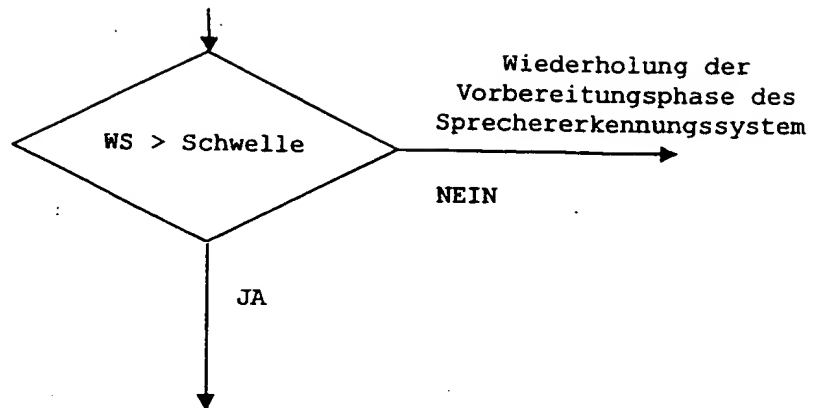 Wiederholung der
Vorbereitungsphase des
Sprechererkennungssystem
WS > Schwelle
NEIN
JA